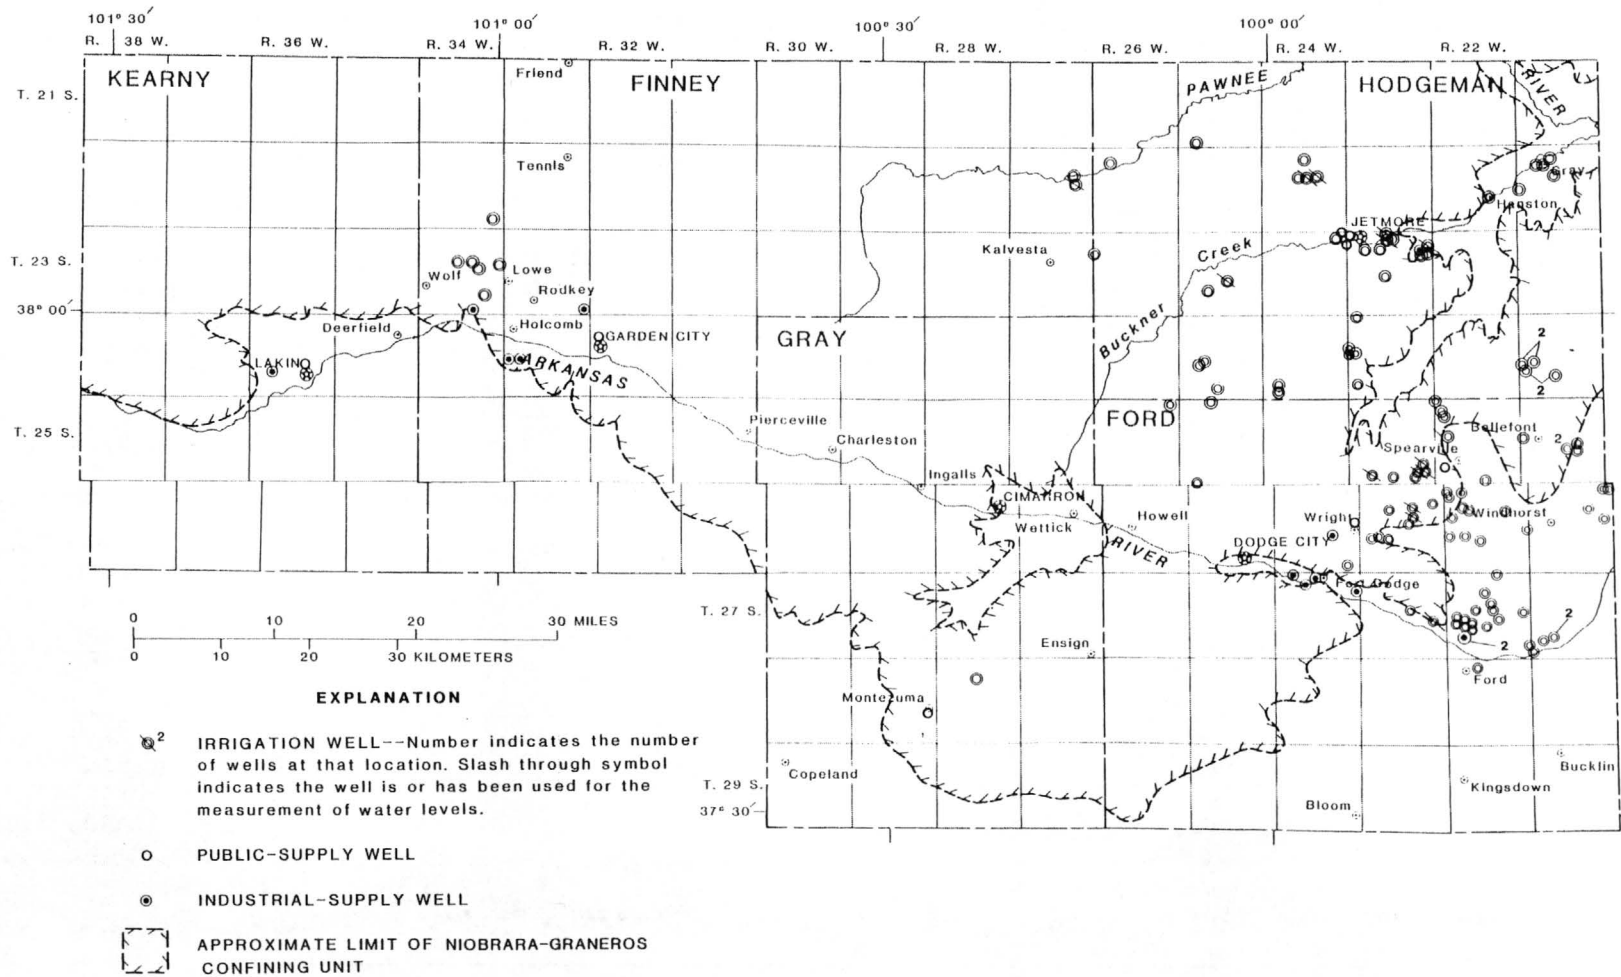 101° 30′
101° 00′
100° 30′
100° 00′
R. 38 W.
R. 36 W.
R. 34 W.
R. 32 W.
R. 30 W.
R. 28 W.
R. 26 W.
R. 24 W.
R. 22 W.
KEARNY
Friend
FINNEY
PAWNEE
HODGEMAN
RIVER
T. 21 S.
Tennis
Gray
Hanston
JETMORE
2
Kalvesta
Creek
T. 23 S.
Wolf
Lowe
Rodkey
38° 00′
Deerfield
Holcomb
GARDEN CITY
GRAY
Buckner
2
LAKIN
ARKANSAS
2
FORD
T. 25 S.
Pierceville
Charleston
Bellefont
2
Spearville
Ingalls
CIMARRON
Wettick
Howell
Wright
Windhorst
RIVER
DODGE CITY
Fort Dodge
T. 27 S.
2
Ensign
2
Ford
Montezuma
Copeland
Bucklin
T. 29 S.
Kingsdown
37° 30′
Bloom
0 10 20 30 MILES
0 10 20 30 KILOMETERS
EXPLANATION
2 IRRIGATION WELL--Number indicates the number
of wells at that location. Slash through symbol
indicates the well is or has been used for the
measurement of water levels.
PUBLIC-SUPPLY WELL
INDUSTRIAL-SUPPLY WELL
APPROXIMATE LIMIT OF NIOBRARA-GRANEROS
CONFINING UNIT